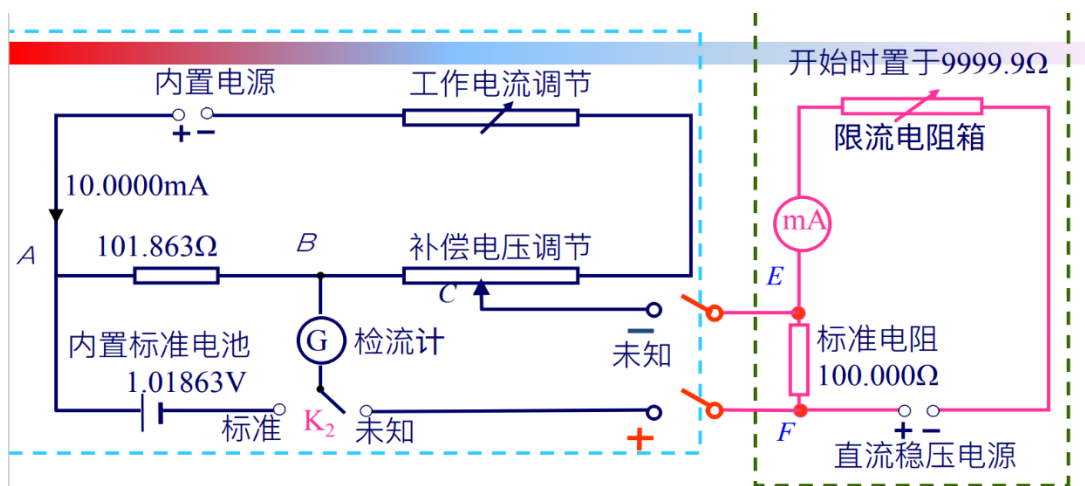 内置电源
工作电流调节
开始时置于9999.9Ω
限流电阻箱
+ −
10.0000mA
mA
A
101.863Ω
B
补偿电压调节
C
E
G
检流计
−
未知
标准电阻
100.000Ω
内置标准电池
1.01863V
标准
K₂
未知
+
F
+ −
直流稳压电源